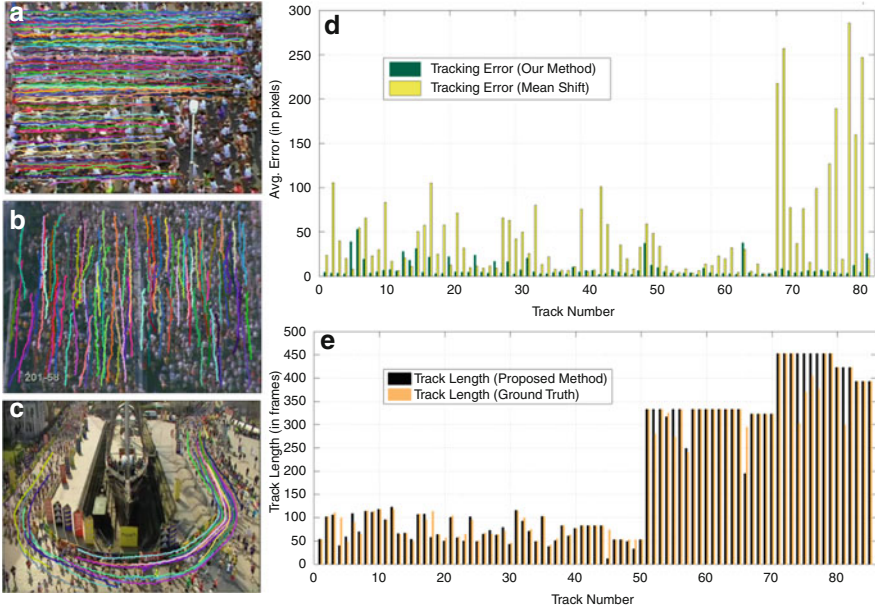 a
b
201-58
c
d
300
250
200
150
100
50
0
Avg. Error (in pixels)
Tracking Error (Our Method)
Tracking Error (Mean Shift)
0 10 20 30 40 50 60 70 80
Track Number
e
500
450
400
350
300
250
200
150
100
50
0
Track Length (in frames)
Track Length (Proposed Method)
Track Length (Ground Truth)
0 10 20 30 40 50 60 70 80
Track Number